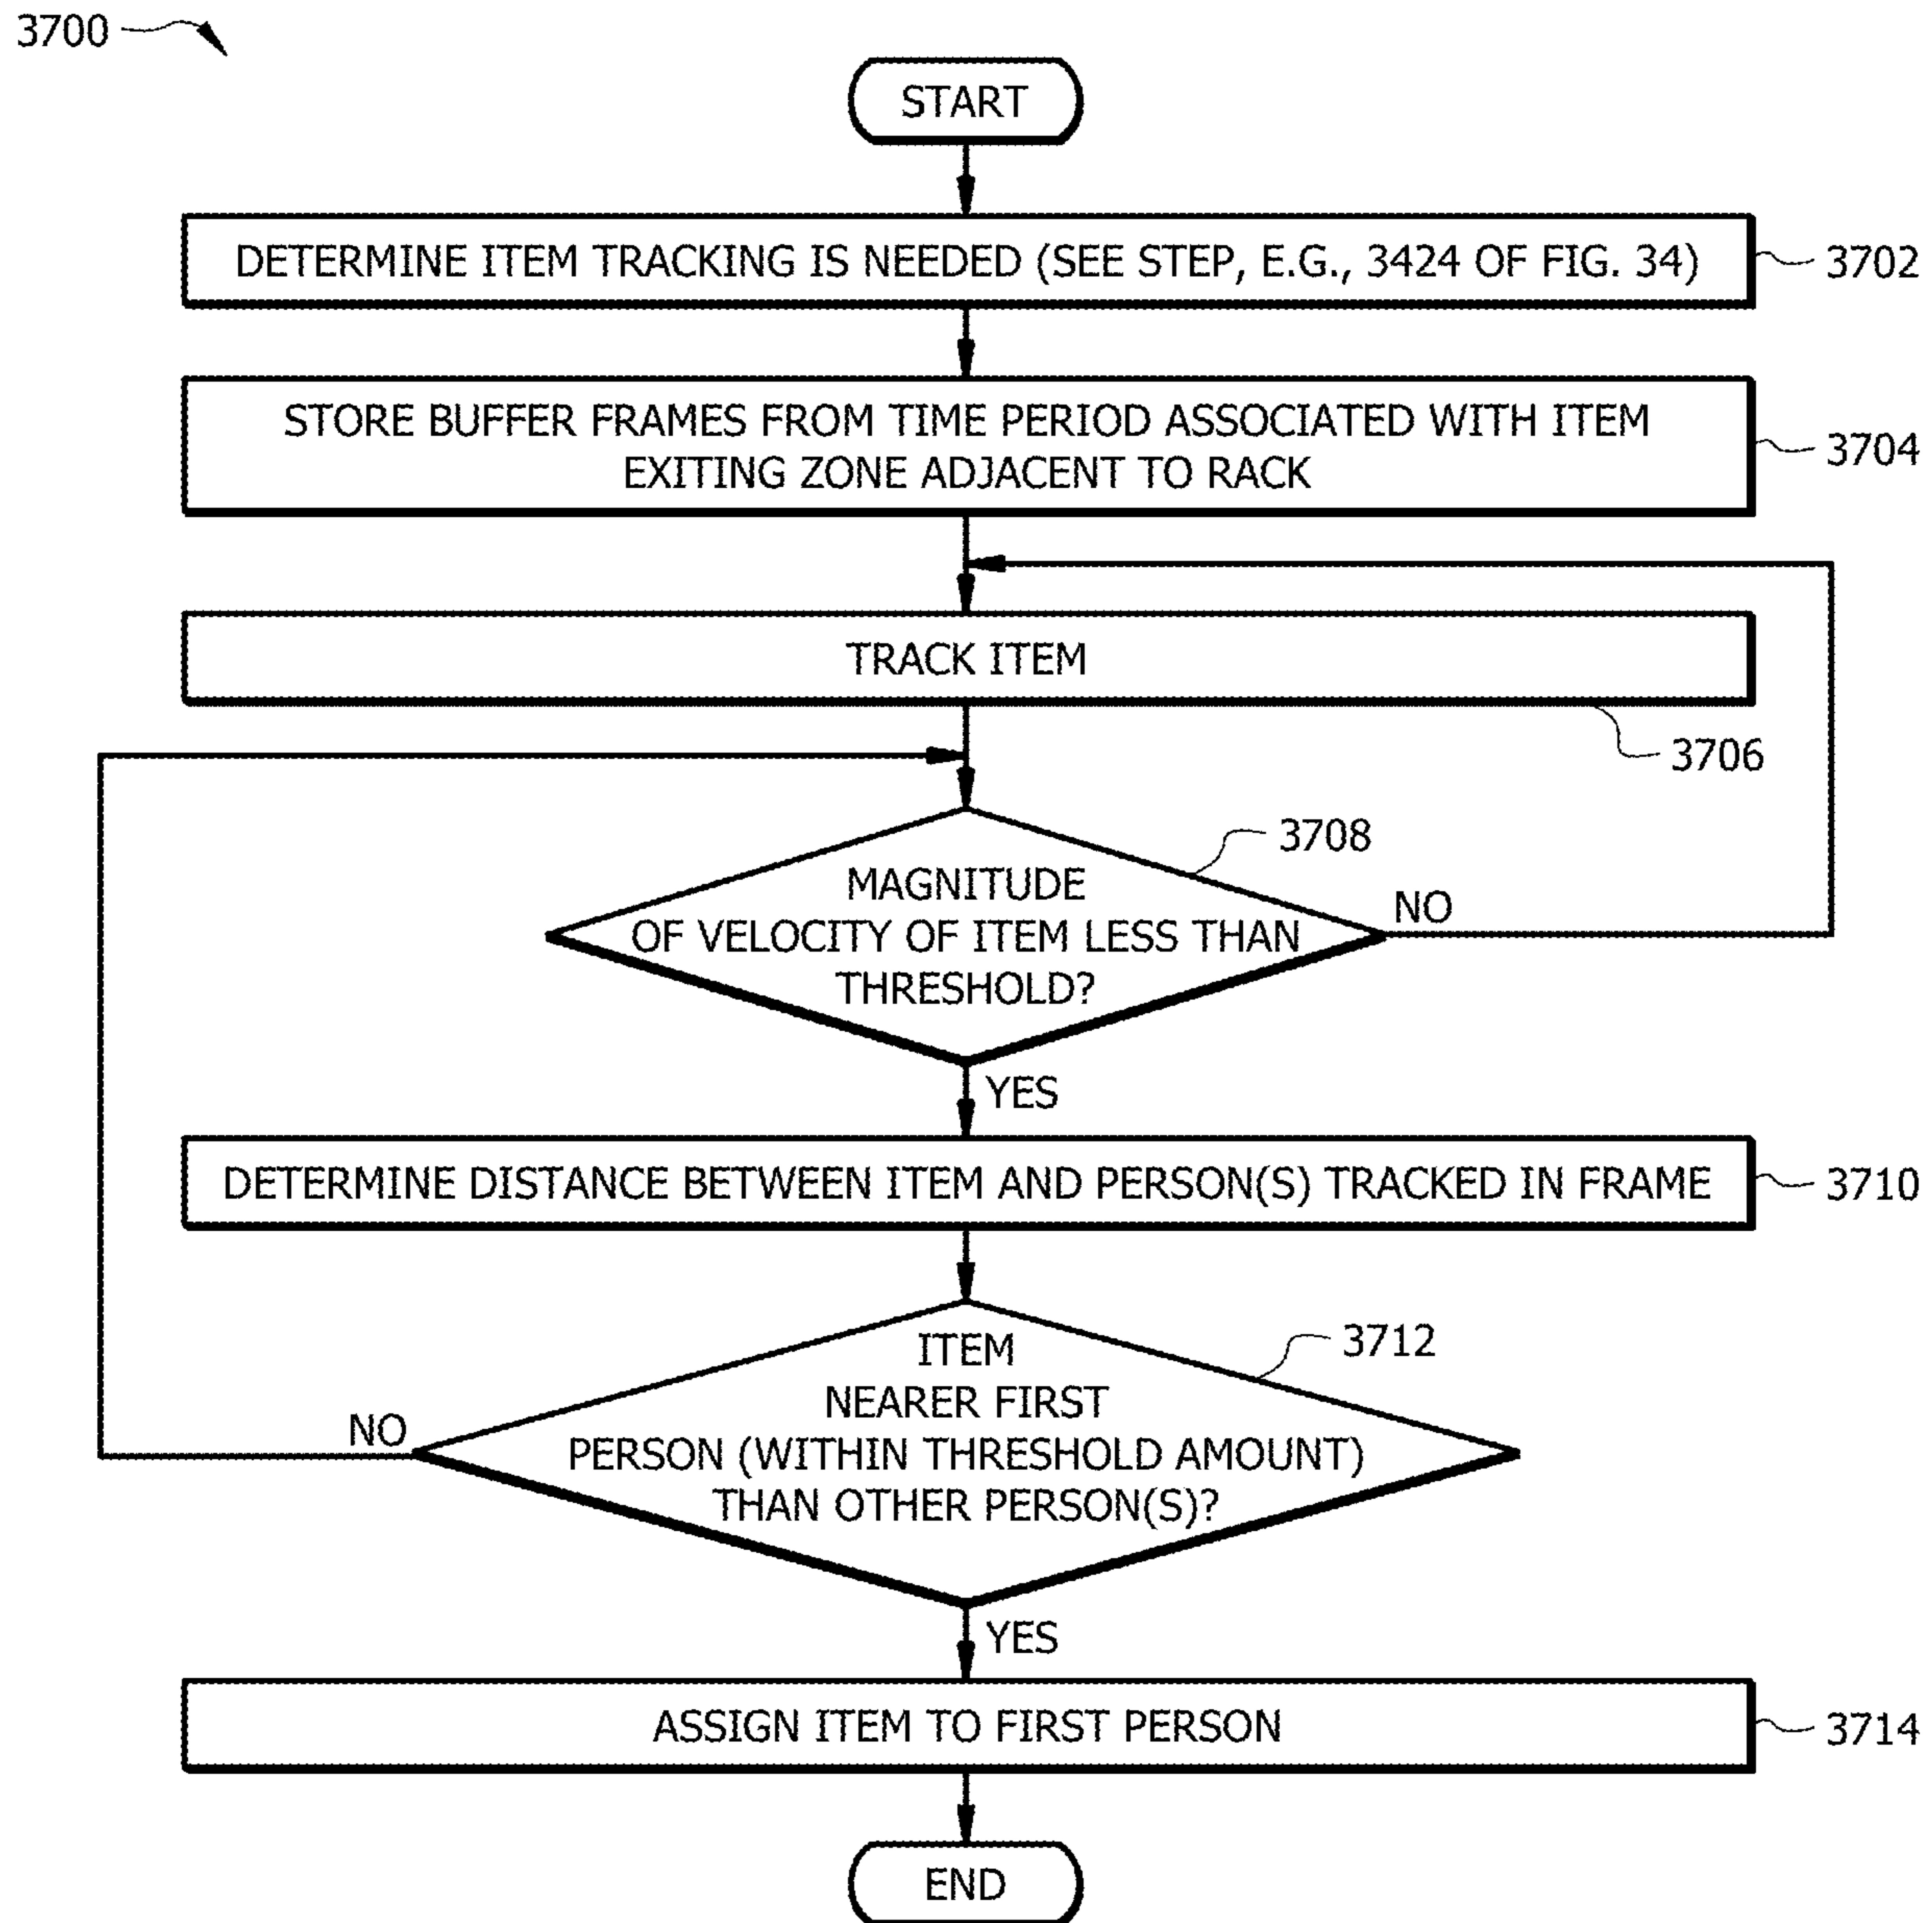 3700
START
DETERMINE ITEM TRACKING IS NEEDED (SEE STEP, E.G., 3424 OF FIG. 34)
3702
STORE BUFFER FRAMES FROM TIME PERIOD ASSOCIATED WITH ITEM
EXITING ZONE ADJACENT TO RACK
3704
TRACK ITEM
3706
3708
MAGNITUDE
OF VELOCITY OF ITEM LESS THAN
THRESHOLD?
NO
YES
DETERMINE DISTANCE BETWEEN ITEM AND PERSON(S) TRACKED IN FRAME
3710
3712
ITEM
NEARER FIRST
PERSON (WITHIN THRESHOLD AMOUNT)
THAN OTHER PERSON(S)?
NO
YES
ASSIGN ITEM TO FIRST PERSON
3714
END